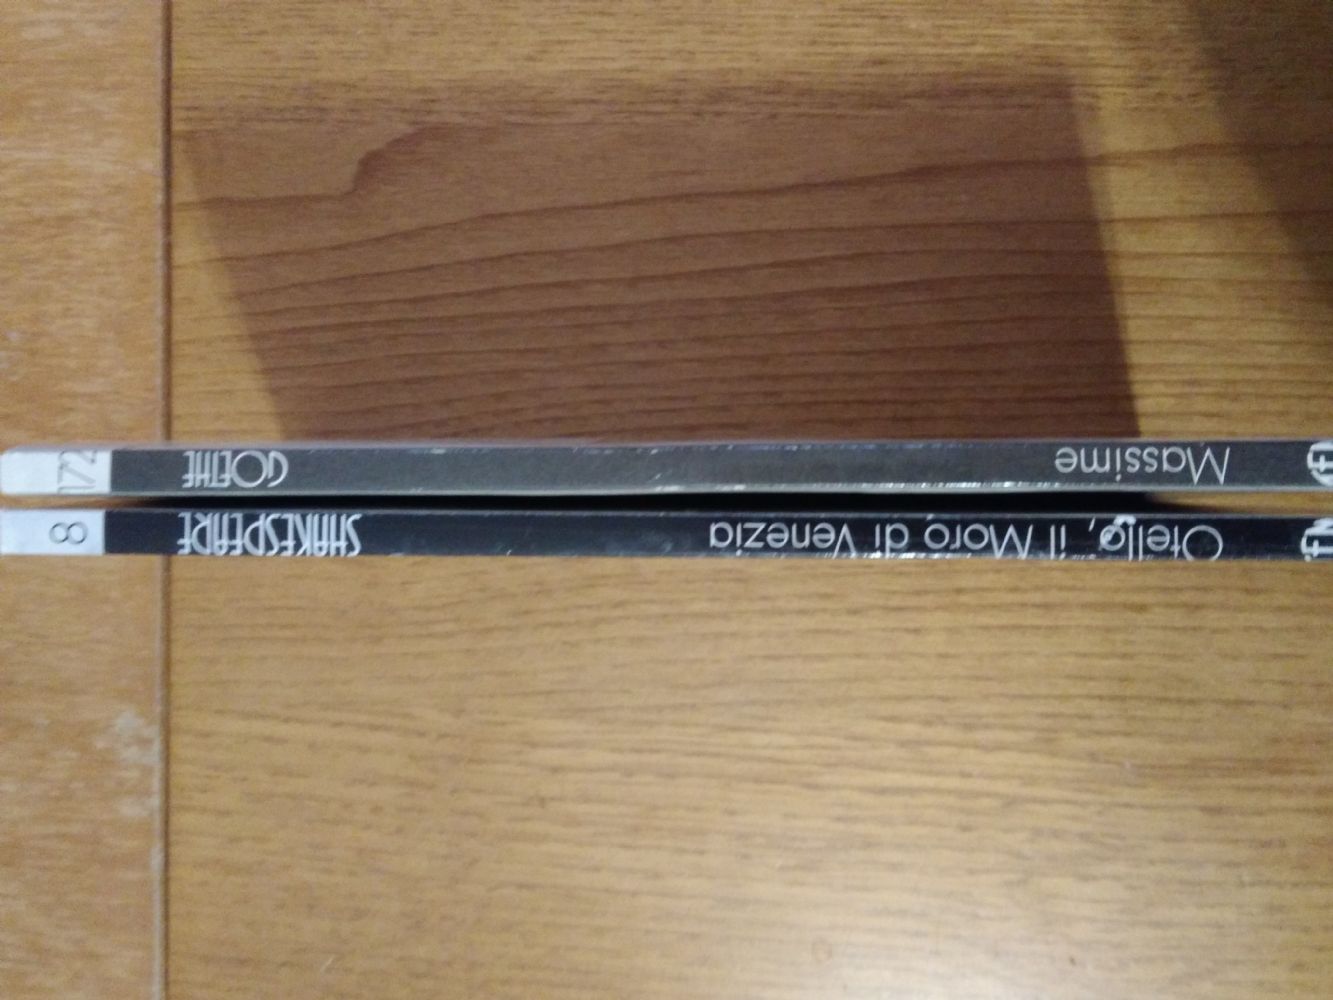 Massime GOETHE 172
Otello, il Moro di Venezia SHAKESPEARE 8